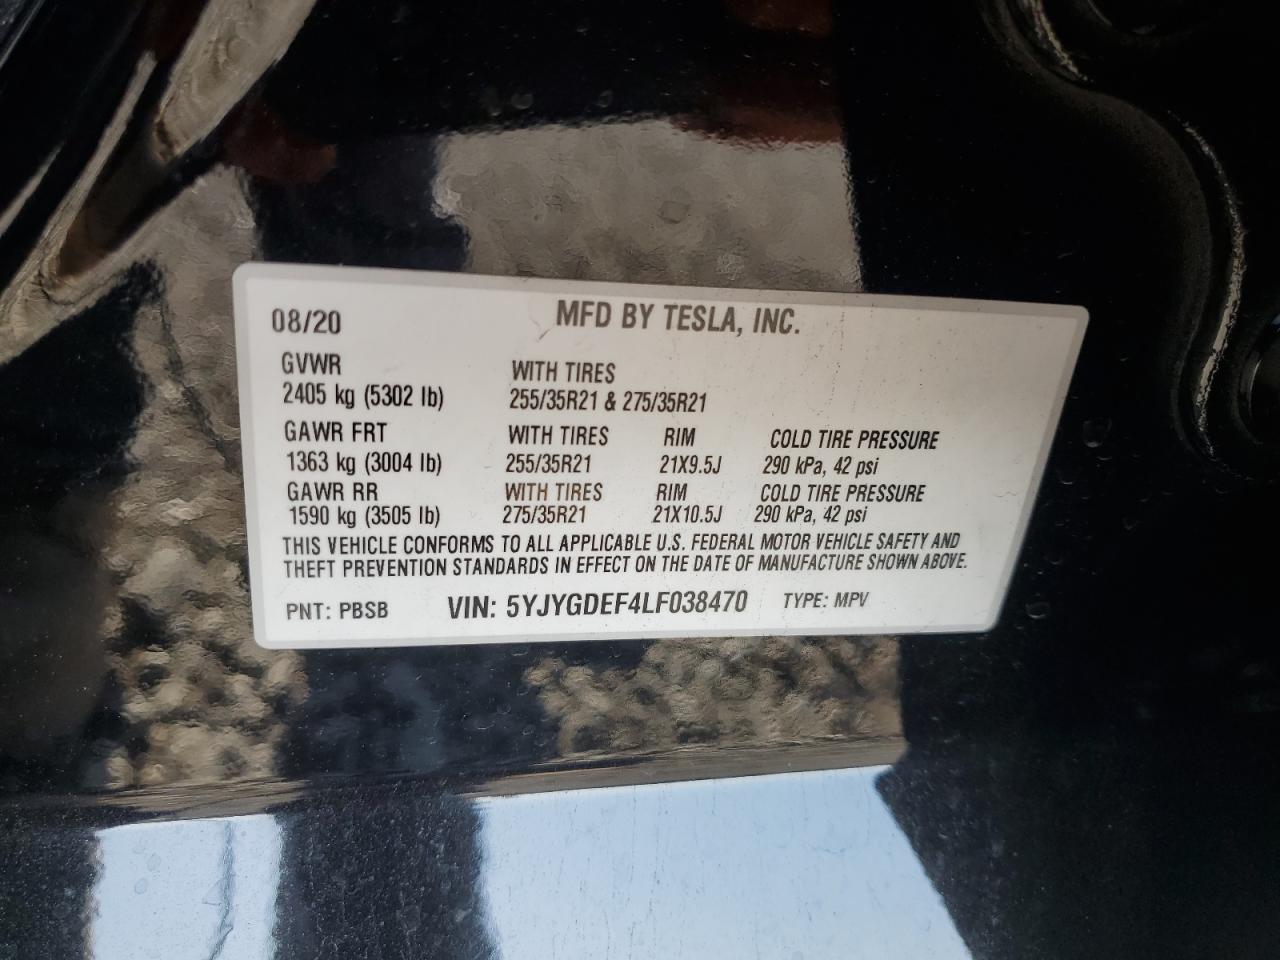 08/20 MFD BY TESLA, INC.
GVWR WITH TIRES
2405 kg (5302 lb) 255/35R21 & 275/35R21
GAWR FRT WITH TIRES RIM COLD TIRE PRESSURE
1363 kg (3004 lb) 255/35R21 21X9.5J 290 kPa, 42 psi
GAWR RR WITH TIRES RIM COLD TIRE PRESSURE
1590 kg (3505 lb) 275/35R21 21X10.5J 290 kPa, 42 psi
THIS VEHICLE CONFORMS TO ALL APPLICABLE U.S. FEDERAL MOTOR VEHICLE SAFETY AND
THEFT PREVENTION STANDARDS IN EFFECT ON THE DATE OF MANUFACTURE SHOWN ABOVE.
PNT: PBSB VIN: 5YJYGDEF4LF038470 TYPE: MPV